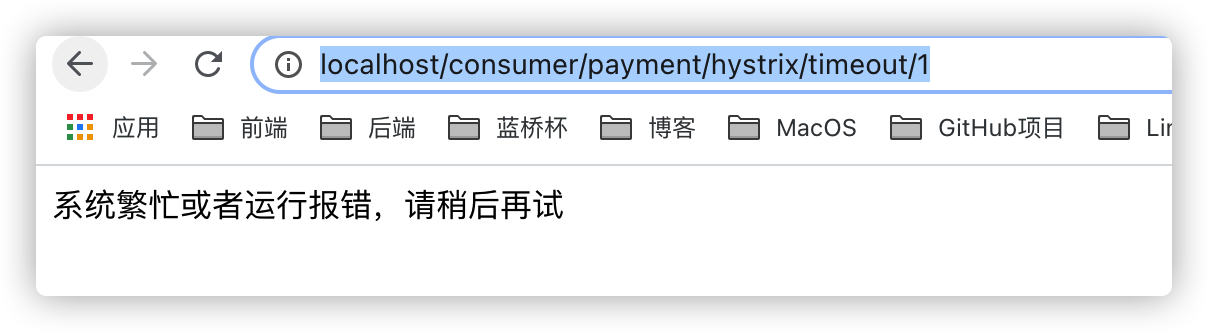 localhost/consumer/payment/hystrix/timeout/1
应用 前端 后端 蓝桥杯 博客 MacOS GitHub项目 Lin
系统繁忙或者运行报错，请稍后再试